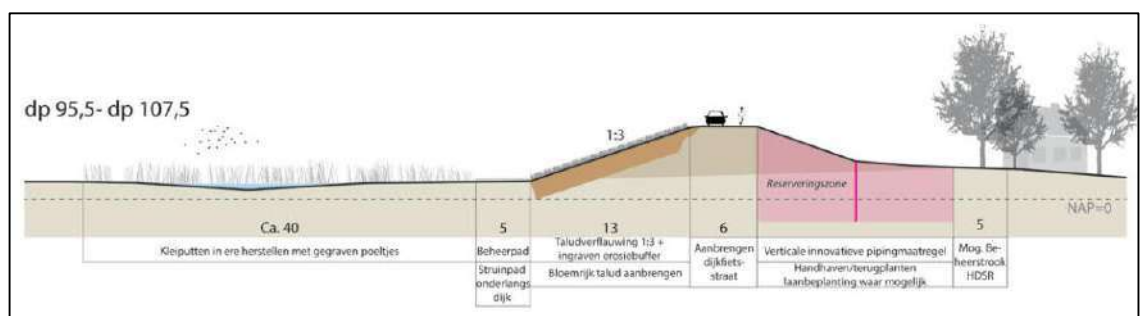 dp 95,5- dp 107,5
1:3
Reserveringszone
NAP=0
Ca. 40
5
13
6
5
Kleiputten in ere herstellen met gegraven poeltjes
Beheerpad
Struinpad
onderlangs
dijk
Taludverflauwing 1:3 +
ingraven erosiebuffer
Bloemrijk talud aanbrengen
Aanbrengen
dijkfiets-
straat
Verticale innovatieve pipingmaatregel
Handhaven/terugplanten
laanbeplanting waar mogelijk
Mog. Be-
heerstrook
HDSR